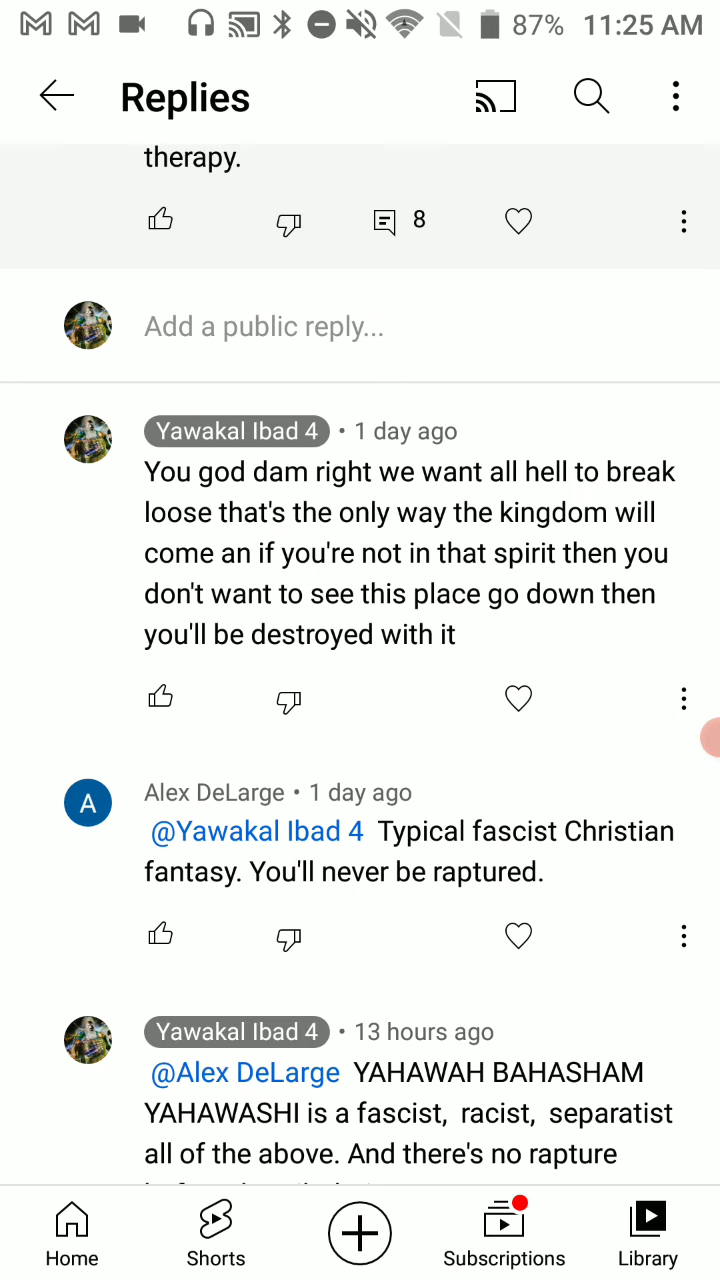 87% 11:25 AM
Replies
therapy.
8
Add a public reply...
Yawakal Ibad 4 • 1 day ago
You god dam right we want all hell to break
loose that's the only way the kingdom will
come an if you're not in that spirit then you
don't want to see this place go down then
you'll be destroyed with it
A
Alex DeLarge • 1 day ago
@Yawakal Ibad 4 Typical fascist Christian
fantasy. You'll never be raptured.
Yawakal Ibad 4 • 13 hours ago
@Alex DeLarge YAHAWAH BAHASHAM
YAHAWASHI is a fascist, racist, separatist
all of the above. And there's no rapture
Home Shorts Subscriptions Library